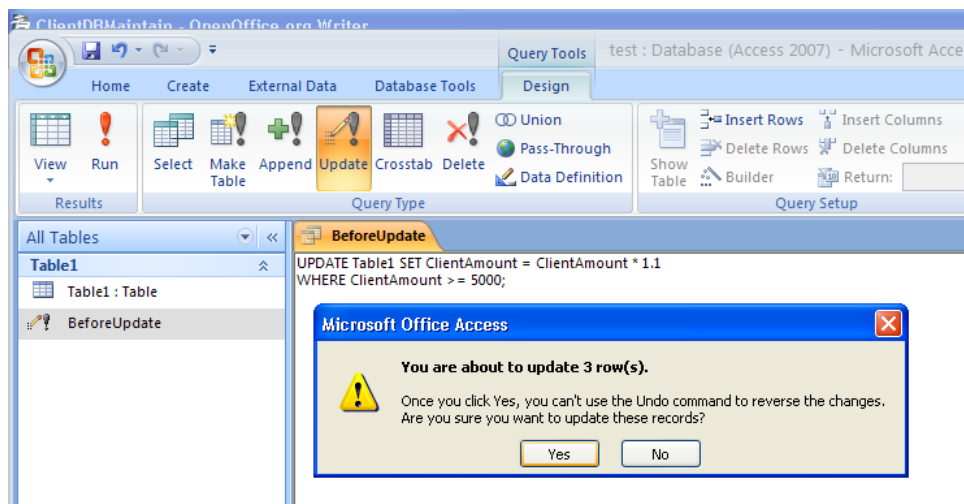 ClientDBMaintain - OpenOffice.org Writer
Query Tools test : Database (Access 2007) - Microsoft Acce
Home Create External Data Database Tools Design
View Run Select Make Table Append Update Crosstab Delete
Union
Pass-Through
Data Definition
Show Table
Insert Rows Insert Columns
Delete Rows Delete Columns
Builder Return:
Results Query Type Query Setup
All Tables
BeforeUpdate
Table1
Table1 : Table
BeforeUpdate
UPDATE Table1 SET ClientAmount = ClientAmount * 1.1
WHERE ClientAmount >= 5000;
Microsoft Office Access
You are about to update 3 row(s).
Once you click Yes, you can't use the Undo command to reverse the changes.
Are you sure you want to update these records?
Yes No